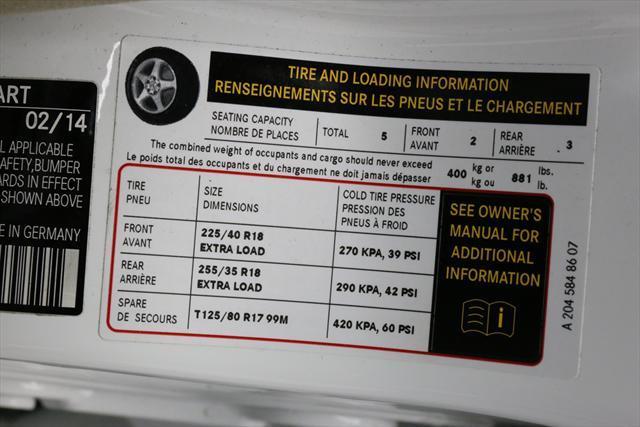 ART
02/14
L APPLICABLE
AFETY, BUMPER
ARDS IN EFFECT
SHOWN ABOVE
E IN GERMANY
TIRE AND LOADING INFORMATION
RENSEIGNEMENTS SUR LES PNEUS ET LE CHARGEMENT
SEATING CAPACITY
NOMBRE DE PLACES
TOTAL 5
FRONT
AVANT 2
REAR
ARRIÈRE 3
The combined weight of occupants and cargo should never exceed
Le poids total des occupants et du chargement ne doit jamais dépasser
400 kg or
kg ou
881 lbs.
lb.
TIRE
PNEU
SIZE
DIMENSIONS
COLD TIRE PRESSURE
PRESSION DES
PNEUS À FROID
FRONT
AVANT
225/40 R18
EXTRA LOAD
270 KPA, 39 PSI
REAR
ARRIÈRE
255/35 R18
EXTRA LOAD
290 KPA, 42 PSI
SPARE
DE SECOURS
T125/80 R17 99M
420 KPA, 60 PSI
SEE OWNER'S
MANUAL FOR
ADDITIONAL
INFORMATION
A 204 584 86 07